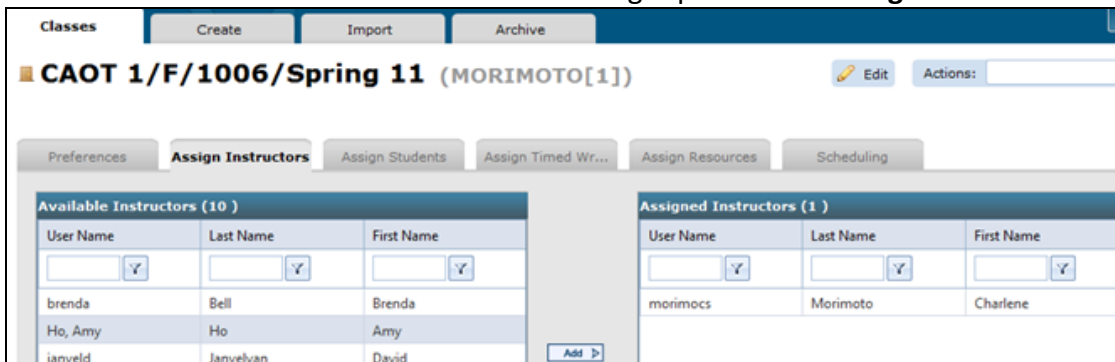 Classes Create Import Archive
CAOT 1/F/1006/Spring 11 (MORIMOTO[1]) Edit Actions:
Preferences Assign Instructors Assign Students Assign Timed Wr... Assign Resources Scheduling
Available Instructors (10 ) Assigned Instructors (1 )
User Name Last Name First Name User Name Last Name First Name
brenda Bell Brenda morimocs Morimoto Charlene
Ho, Amy Ho Amy
Add
David